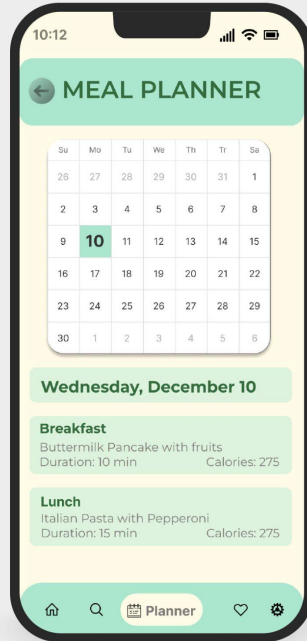 10:12
MEAL PLANNER
Su Mo Tu We Th Tr Sa
26 27 28 29 30 31 1
2 3 4 5 6 7 8
9 10 11 12 13 14 15
16 17 18 19 20 21 22
23 24 25 26 27 28 29
30 1 2 3 4 5 6
Wednesday, December 10
Breakfast
Buttermilk Pancake with fruits
Duration: 10 min Calories: 275
Lunch
Italian Pasta with Pepperoni
Duration: 15 min Calories: 275
Planner